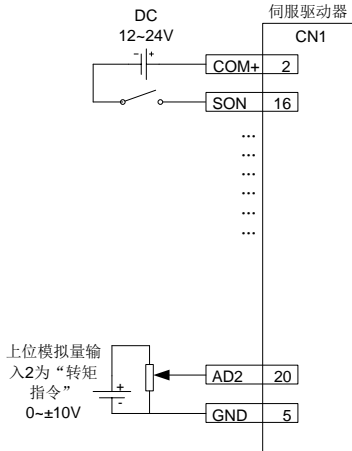 伺服驱动器
DC
12~24V
CN1
- +
COM+ 2
SON 16
...
...
...
...
...
...
上位模拟量输
入2为“转矩
指令”
0~±10V
+
-
AD2 20
GND 5